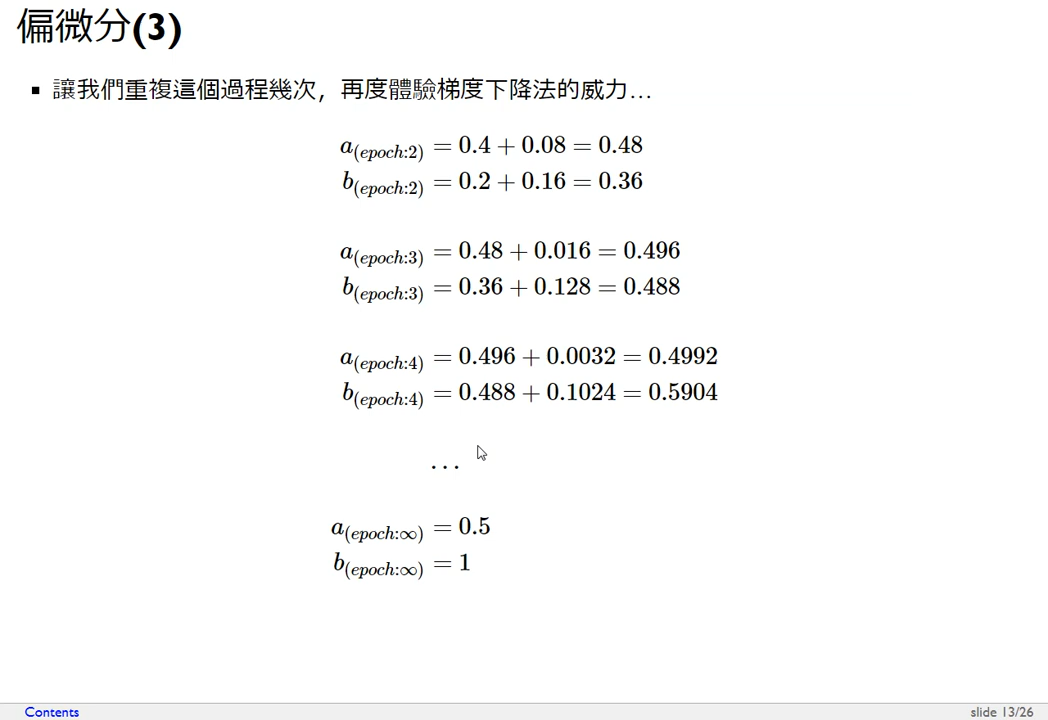 偏微分(3)
讓我們重複這個過程幾次，再度體驗梯度下降法的威力…
a(epoch:2) = 0.4 + 0.08 = 0.48
b(epoch:2) = 0.2 + 0.16 = 0.36
a(epoch:3) = 0.48 + 0.016 = 0.496
b(epoch:3) = 0.36 + 0.128 = 0.488
a(epoch:4) = 0.496 + 0.0032 = 0.4992
b(epoch:4) = 0.488 + 0.1024 = 0.5904
...
a(epoch:∞) = 0.5
b(epoch:∞) = 1
Contents
slide 13/26